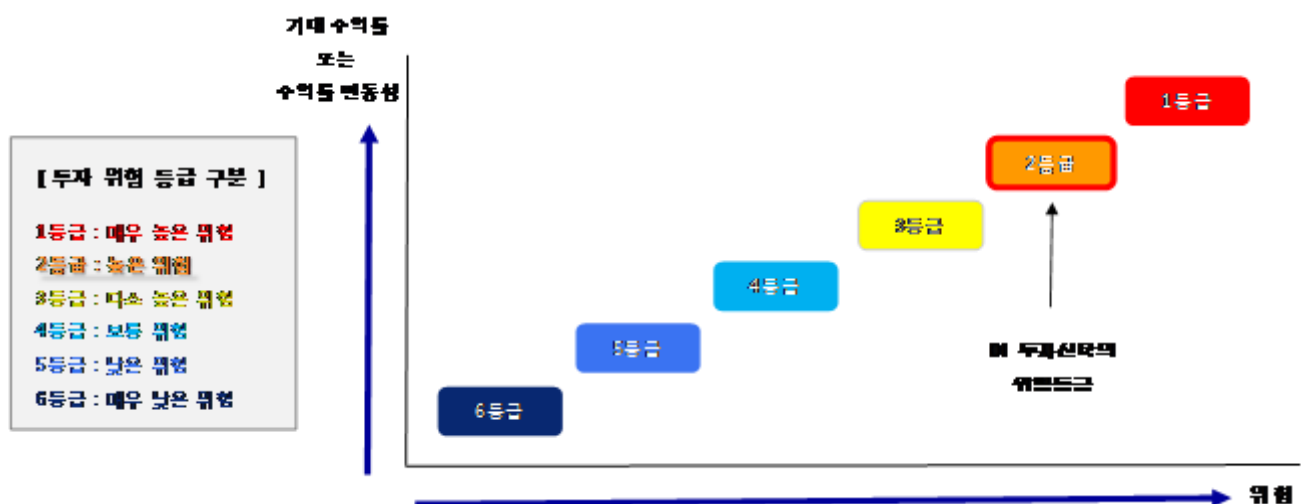 기대 수익률
또는
수익률 변동성
[ 투자 위험 등급 구분 ]
1등급 : 매우 높은 위험
2등급 : 높은 위험
3등급 : 다소 높은 위험
4등급 : 보통 위험
5등급 : 낮은 위험
6등급 : 매우 낮은 위험
1등급
2등급
3등급
4등급
5등급
6등급
이 투자신탁의
위험등급
위험